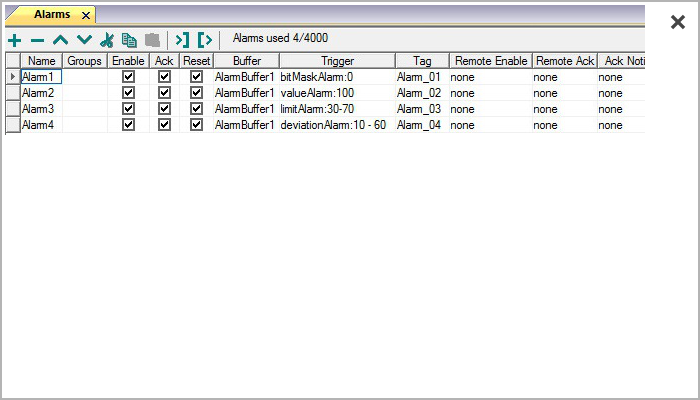 Alarms
Alarms used 4/4000
Name Groups Enable Ack Reset Buffer Trigger Tag Remote Enable Remote Ack Ack Noti
Alarm1 AlarmBuffer1 bitMaskAlarm:0 Alarm_01 none none none
Alarm2 AlarmBuffer1 valueAlarm:100 Alarm_02 none none none
Alarm3 AlarmBuffer1 limitAlarm:30-70 Alarm_03 none none none
Alarm4 AlarmBuffer1 deviationAlarm:10 - 60 Alarm_04 none none none